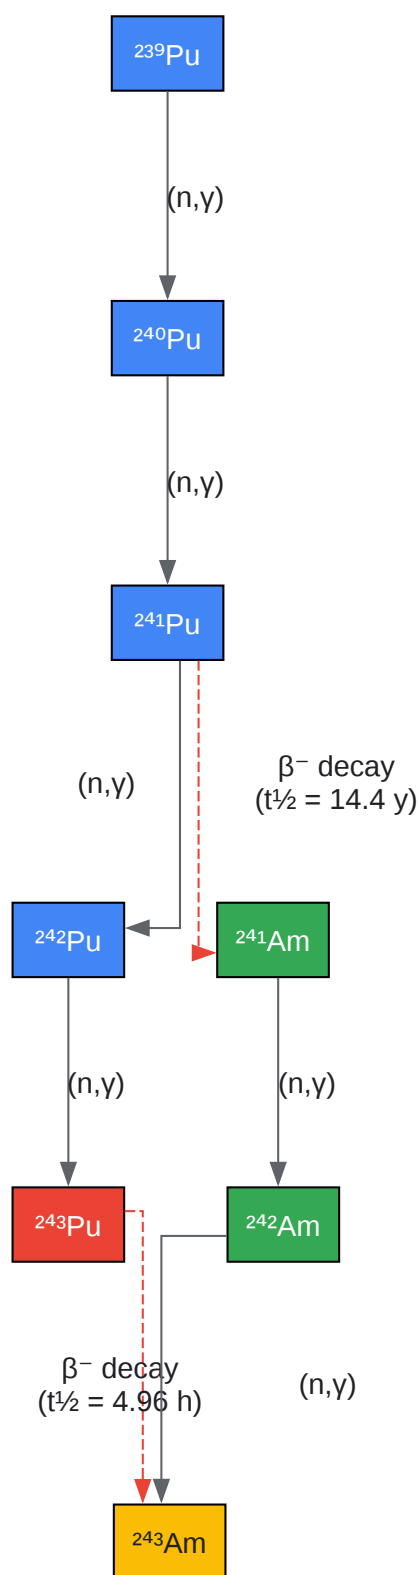 ²³⁹Pu
(n,γ)
²⁴⁰Pu
(n,γ)
²⁴¹Pu
(n,γ)
β⁻ decay
(t½ = 14.4 y)
²⁴²Pu
²⁴¹Am
(n,γ)
(n,γ)
²⁴³Pu
²⁴²Am
β⁻ decay
(t½ = 4.96 h)
(n,γ)
²⁴³Am